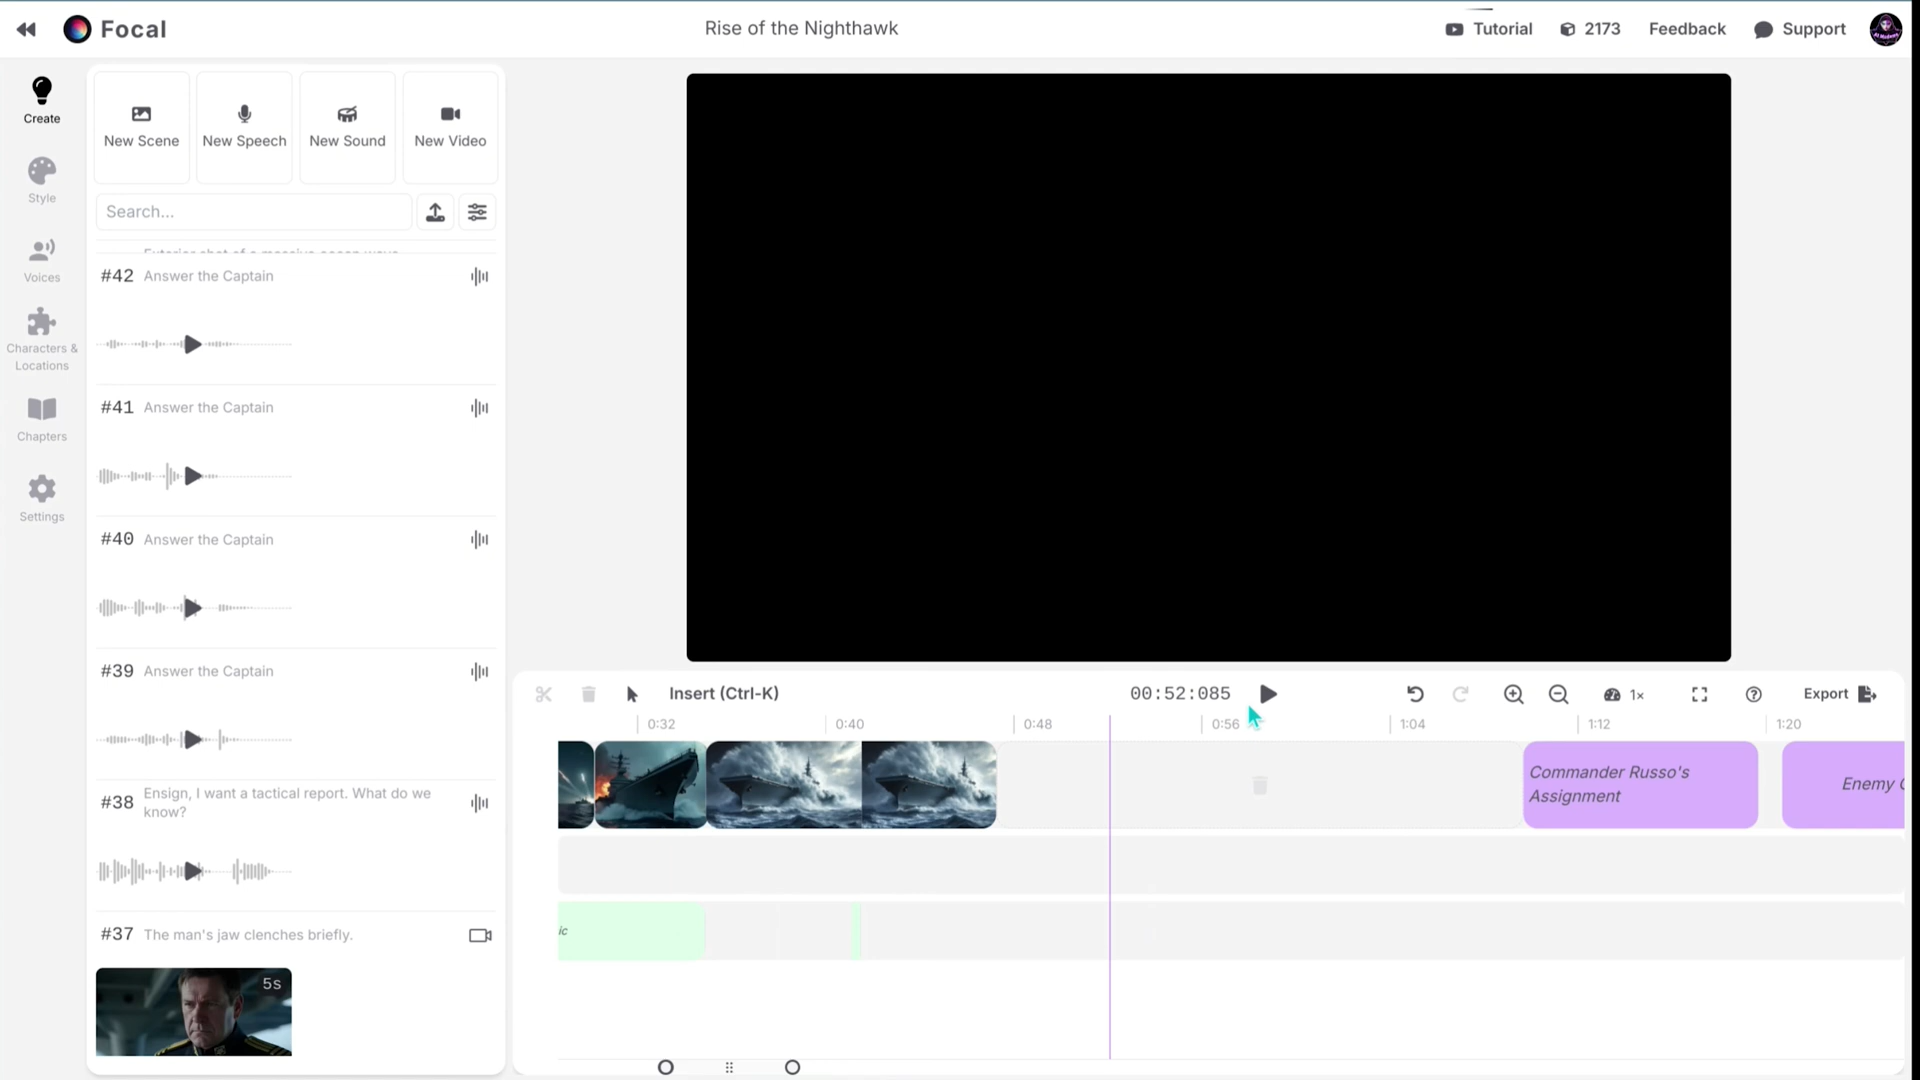 Focal
Rise of the Nighthawk
Tutorial
2173
Feedback
Support
Create
Style
Voices
Characters &
Locations
Chapters
Settings
New Scene
New Speech
New Sound
New Video
Search...
#42 Answer the Captain
#41 Answer the Captain
#40 Answer the Captain
#39 Answer the Captain
#38 Ensign, I want a tactical report. What do we
know?
#37 The man's jaw clenches briefly.
5s
Insert (Ctrl-K)
00:52:085
1×
Export
0:32
0:40
0:48
0:56
1:04
1:12
1:20
Commander Russo's
Assignment
Enemy
ic